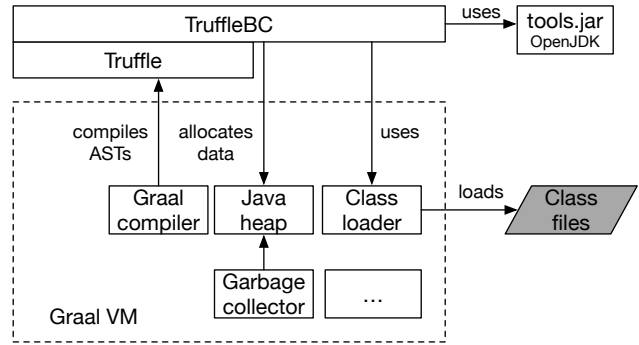 TruffleBC
uses
tools.jar
OpenJDK
Truffle
compiles
ASTs
allocates
data
uses
Graal
compiler
Java
heap
Class
loader
loads
Class
files
Garbage
collector
...
Graal VM